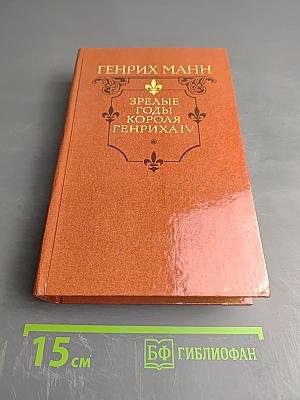 ГЕНРИХ МАНН
ЗРЕЛЫЕ
ГОДЫ
КОРОЛЯ
ГЕНРИХА IV
15 см
БФ ГИБЛИОФАН